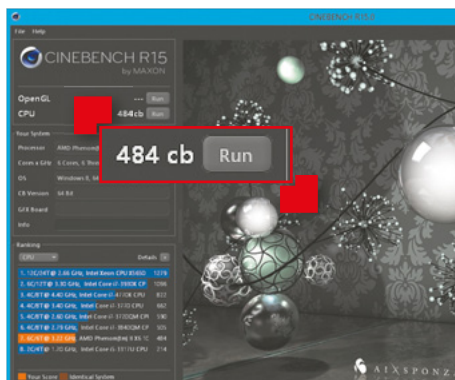 CINEBENCH R15.0
File Help
CINEBENCH R15
by MAXON
OpenGL --- Run
CPU 484 cb Run
484 cb Run
Your System
Processor AMD Phenom(tm)
Cores x GHz 6 Cores, 6 Threads
OS Windows 8, 64
CB Version 64 Bit
GFX Board
Info
Ranking
CPU Details
1. 12C/24T @ 2.66 GHz, Intel Xeon CPU X5650 1279
2. 6C/12T @ 3.30 GHz, Intel Core i7-3930K CP 1096
3. 4C/8T @ 4.40 GHz, Intel Core i7-4770K CPU 822
4. 4C/8T @ 3.40 GHz, Intel Core i7-3770 CPU 662
5. 4C/8T @ 2.60 GHz, Intel Core i7-3720QM CP 590
6. 4C/8T @ 2.79 GHz, Intel Core i7-3840QM CP 505
7. 6C/6T @ 3.22 GHz, AMD Phenom(tm) II X6 1C 484
8. 2C/4T @ 1.70 GHz, Intel Core i5-3317U CPU 214
Your Score Identical System
AIXSPONZA